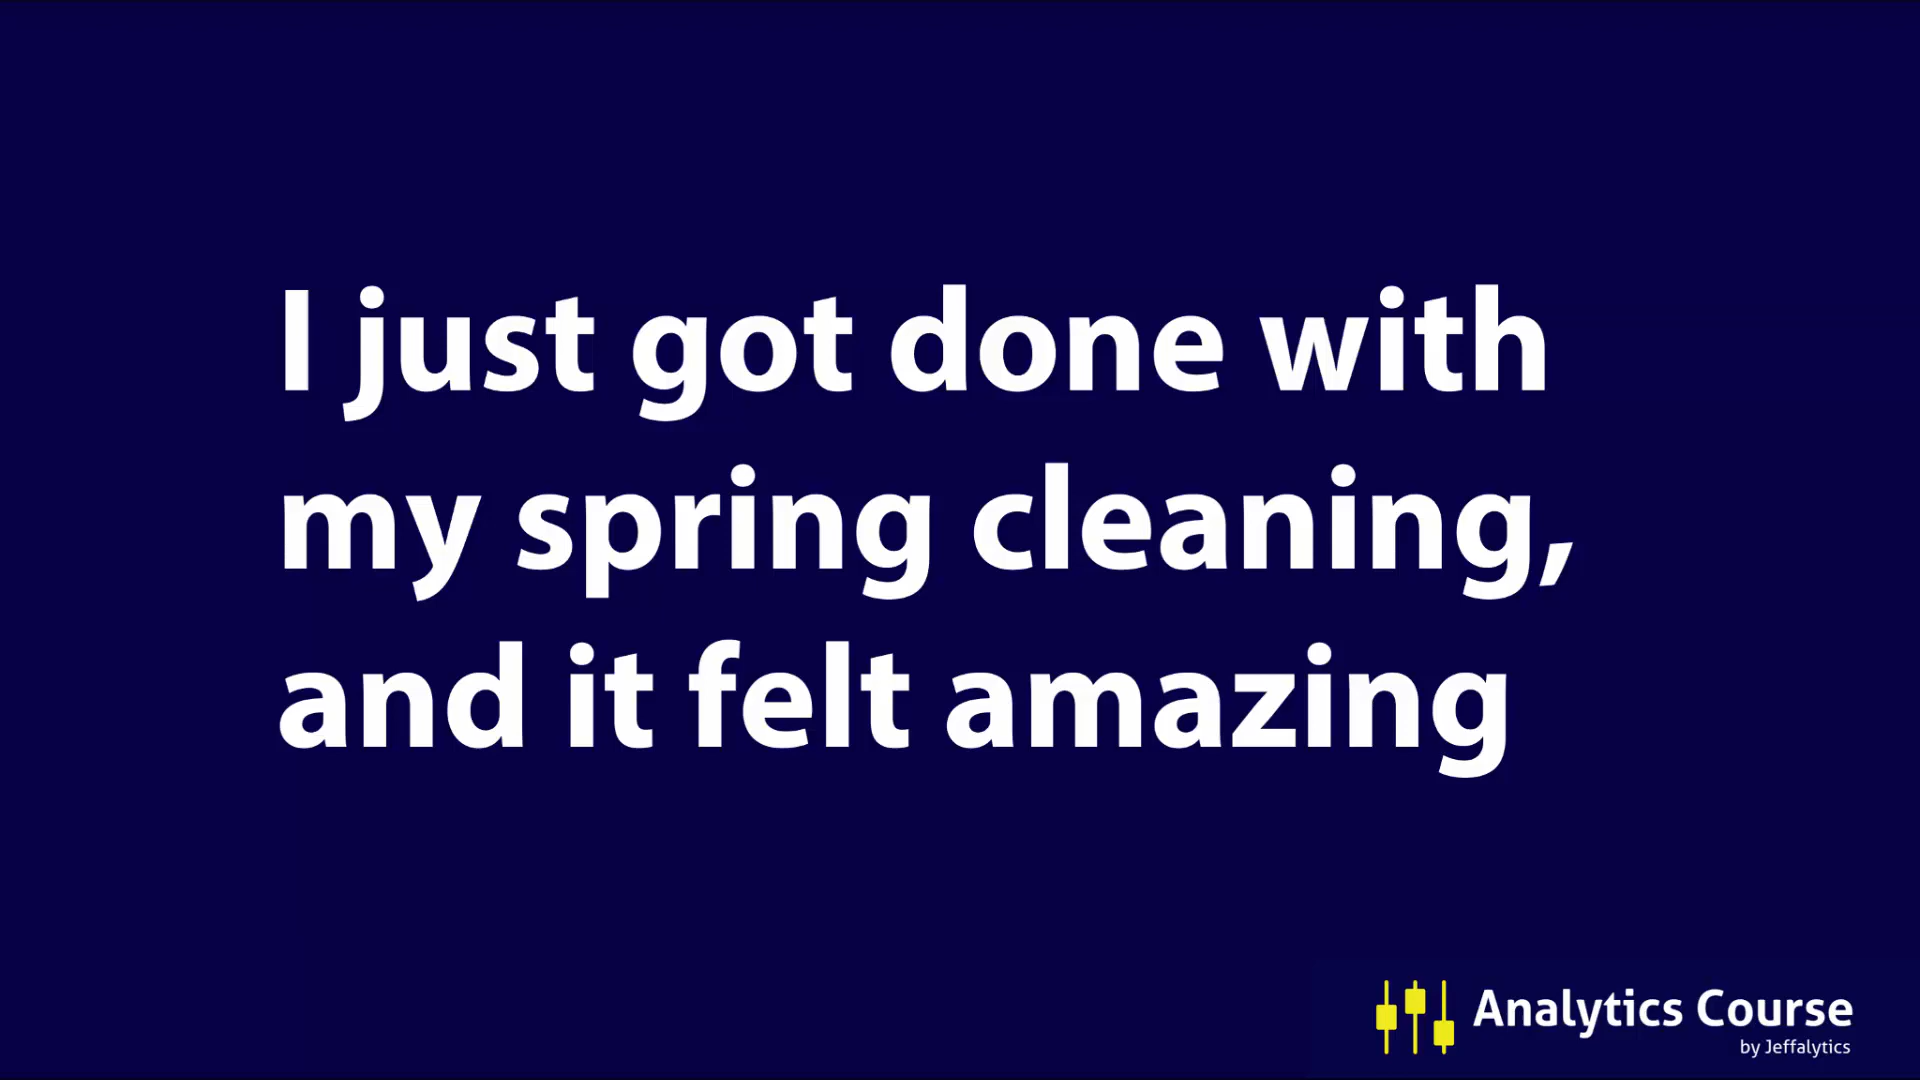 I just got done with
my spring cleaning,
and it felt amazing
Analytics Course
by Jeffalytics